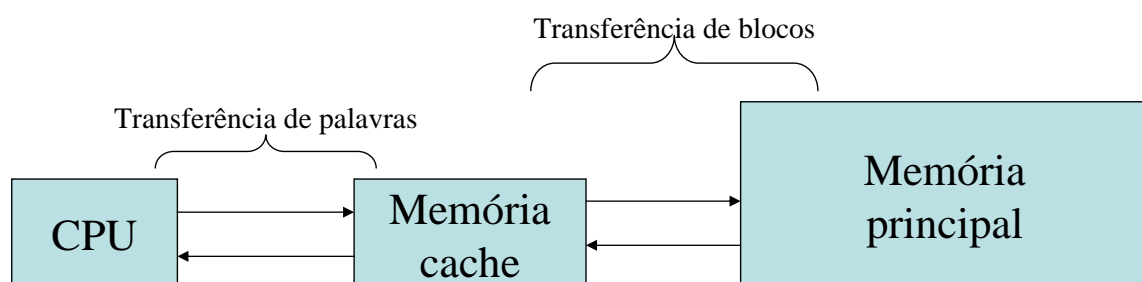 Transferência de blocos
Transferência de palavras
CPU
Memória
cache
Memória
principal